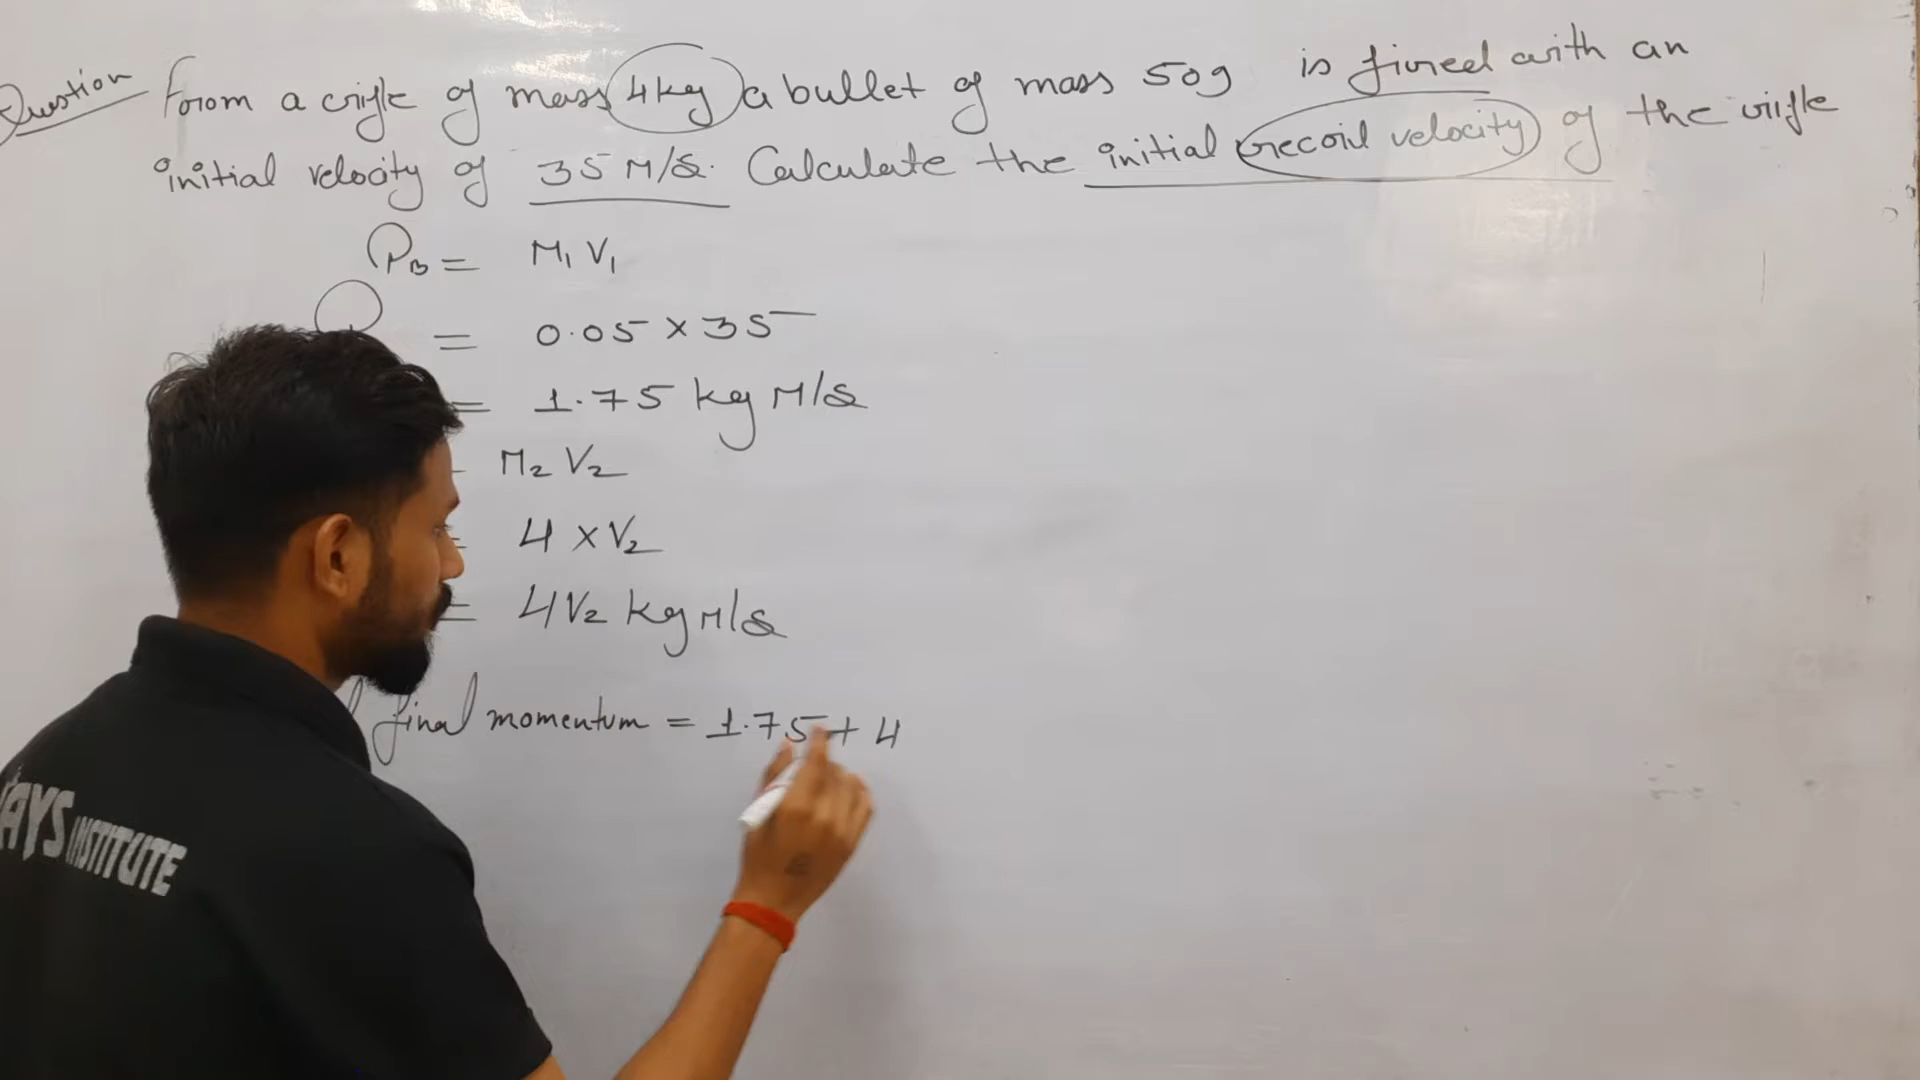 Question From a rifle of mass 4kg a bullet of mass 50g is fired with an
initial velocity of 35 M/s. Calculate the initial recoil velocity of the rifle
PB = M1 V1
= 0.05 × 35
= 1.75 kg M/s
M2 V2
= 4 × V2
= 4V2 kg M/s
final momentum = 1.75 + 4
AYS INSTITUTE